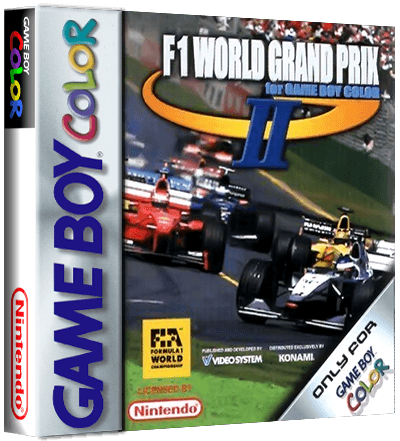 GAME BOY
COLOR
Nintendo
GAME BOY COLOR
F1 WORLD GRAND PRIX
for GAME BOY COLOR
II
FIA
FORMULA 1
WORLD
CHAMPIONSHIP
PUBLISHED AND DEVELOPED BY
VIDEO SYSTEM
DISTRIBUTED EXCLUSIVELY BY
KONAMI
LICENSED BY
Nintendo
ONLY FOR
GAME BOY
COLOR